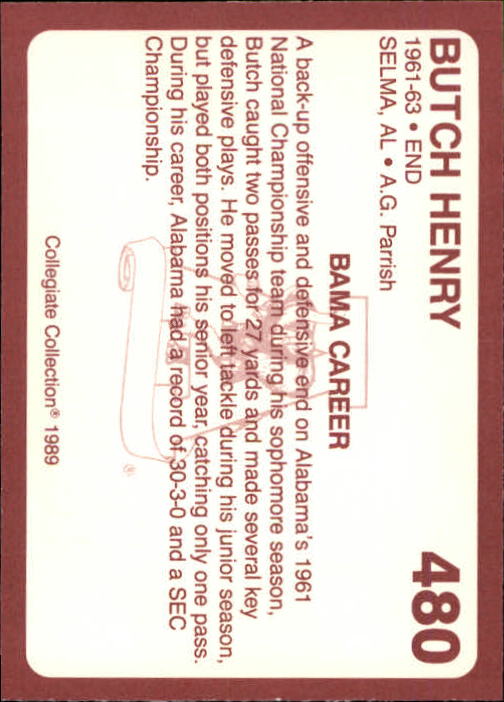 BUTCH HENRY 480
1961-63 • END
SELMA, AL • A.G. Parrish
BAMA CAREER
A back-up offensive and defensive end on Alabama's 1961
National Championship team during his sophomore season,
Butch caught two passes for 27 yards and made several key
defensive plays. He moved to left tackle during his junior season,
but played both positions his senior year, catching only one pass.
During his career, Alabama had a record of 30-3-0 and a SEC
Championship.
Collegiate Collection® 1989
®